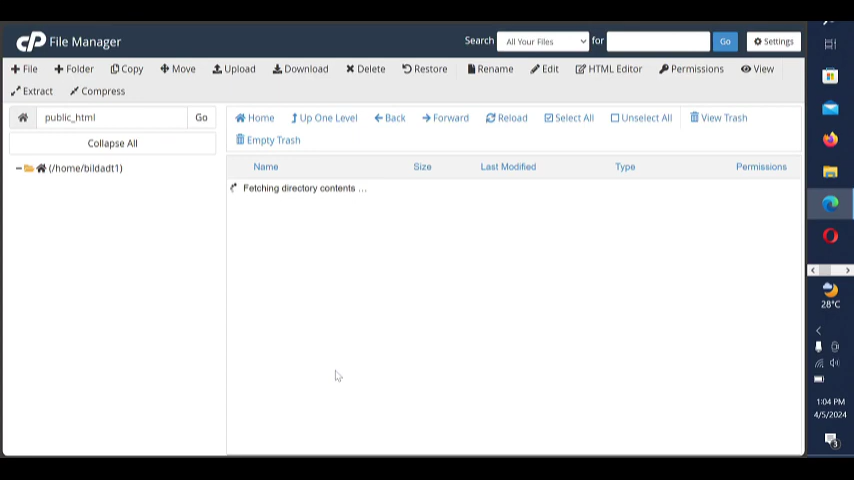 cP File Manager
Search All Your Files for Go Settings
File Folder Copy Move Upload Download Delete Restore Rename Edit HTML Editor Permissions View
Extract Compress
public_html Go
Home Up One Level Back Forward Reload Select All Unselect All View Trash
Empty Trash
Collapse All
Name Size Last Modified Type Permissions
(/home/bildadt1)
Fetching directory contents ...
28°C
1:04 PM
4/5/2024
3